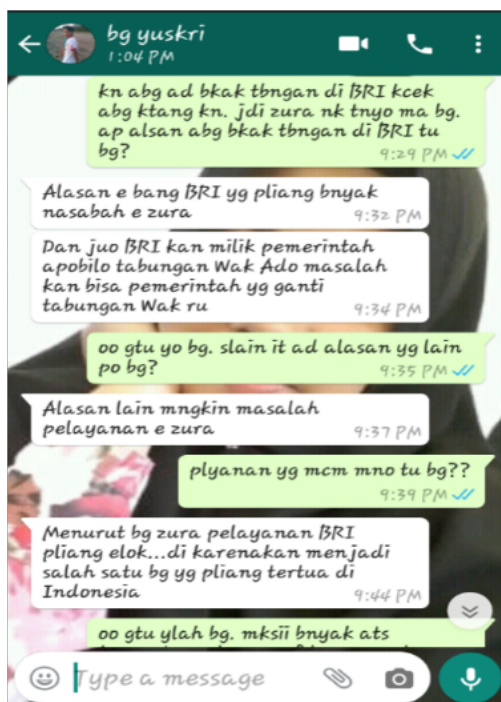 bg yuskri
1:04 PM
kn abg ad bkak tbngan di BRI kcek
abg ktang kn. jdi zura nk tnyo ma bg.
ap alsan abg bkak tbngan di BRI tu
bg?
9:29 PM
Alasan e bang BRI yg pliang bnyak
nasabah e zura
9:32 PM
Dan juo BRI kan milik pemerintah
apobilo tabungan Wak Ado masalah
kan bisa pemerintah yg ganti
tabungan Wak ru
9:34 PM
oo gtu yo bg. slain it ad alasan yg lain
po bg?
9:35 PM
Alasan lain mngkin masalah
pelayanan e zura
9:37 PM
plyanan yg mcm mno tu bg??
9:39 PM
Menurut bg zura pelayanan BRI
pliang elok...di karenakan menjadi
salah satu bg yg pliang tertua di
Indonesia
9:44 PM
oo gtu ylah bg. mksii bnyak ats
Type a message